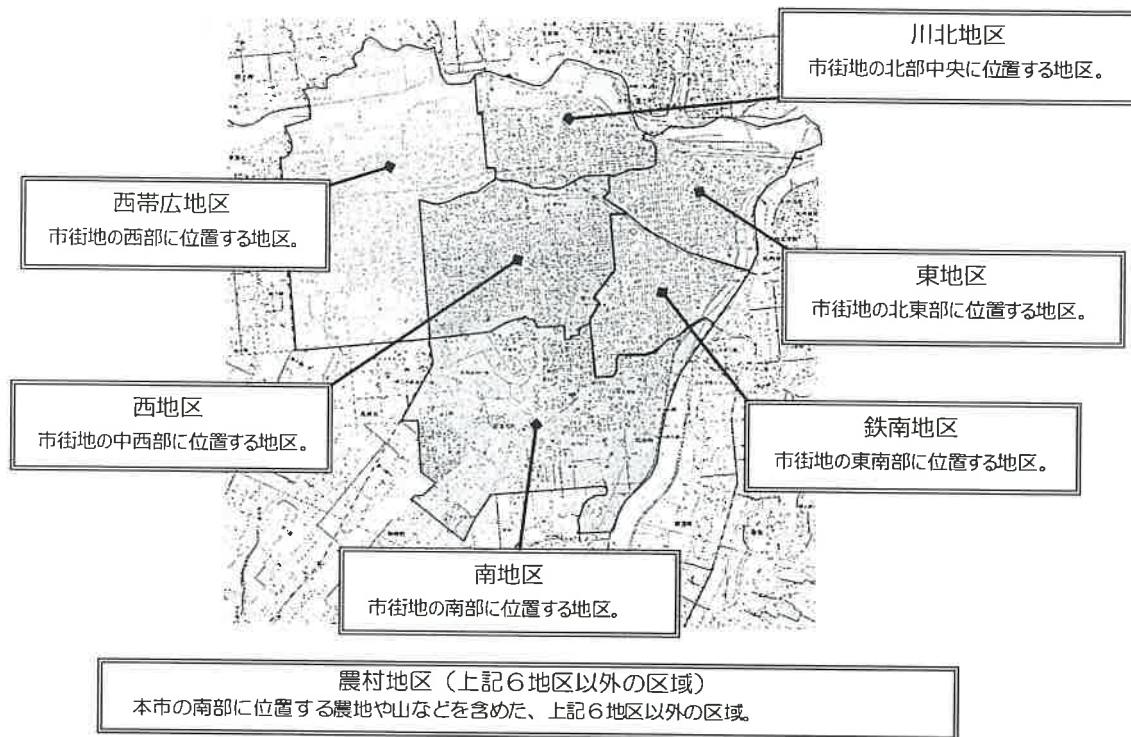 川北地区
市街地の北部中央に位置する地区。
西帯広地区
市街地の西部に位置する地区。
東地区
市街地の北東部に位置する地区。
西地区
市街地の中西部に位置する地区。
鉄南地区
市街地の東南部に位置する地区。
南地区
市街地の南部に位置する地区。
農村地区（上記６地区以外の区域）
本市の南部に位置する農地や山などを含めた、上記６地区以外の区域。